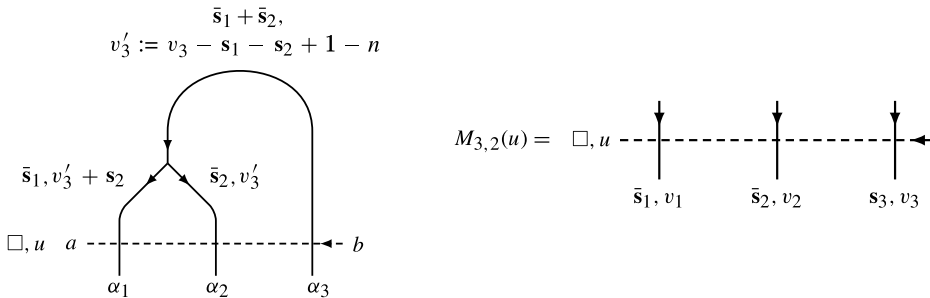 s̄₁ + s̄₂,
v′₃ := v₃ − s₁ − s₂ + 1 − n
s̄₁, v′₃ + s₂
s̄₂, v′₃
□, u a b
α₁ α₂ α₃
M₃,₂(u) = □, u
s̄₁, v₁ s̄₂, v₂ s₃, v₃